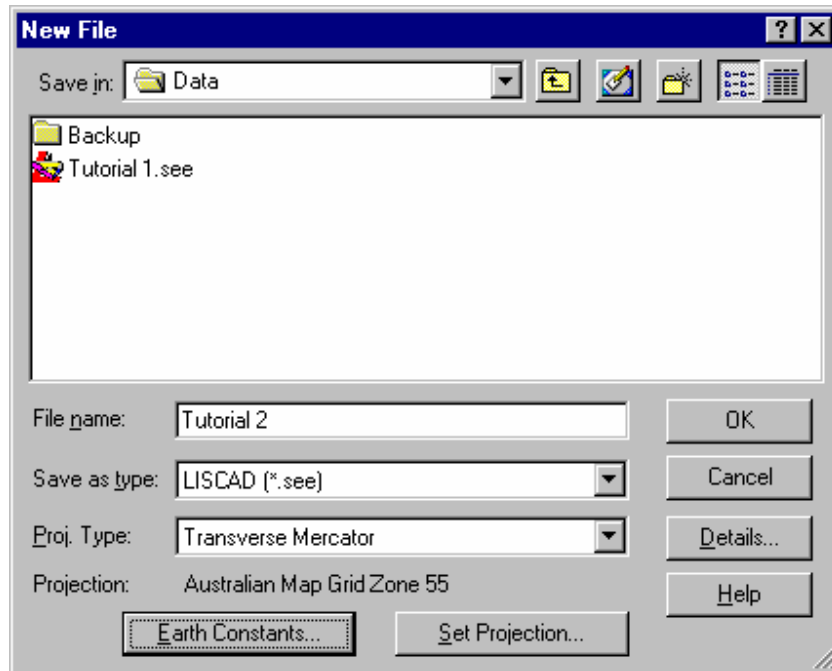 New File
Save in: Data
Backup
Tutorial 1.see
File name: Tutorial 2 OK
Save as type: LISCAD (*.see) Cancel
Proj. Type: Transverse Mercator Details...
Projection: Australian Map Grid Zone 55 Help
Earth Constants... Set Projection...